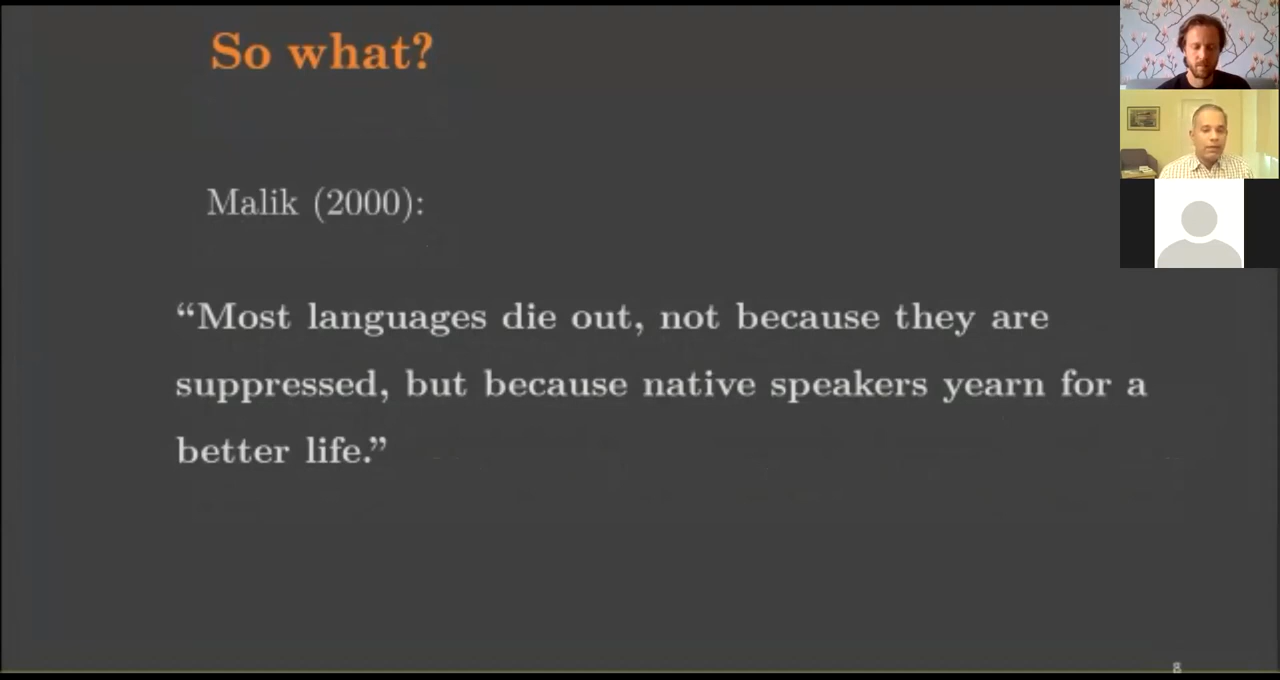 So what?
Malik (2000):
“Most languages die out, not because they are
suppressed, but because native speakers yearn for a
better life.”
8